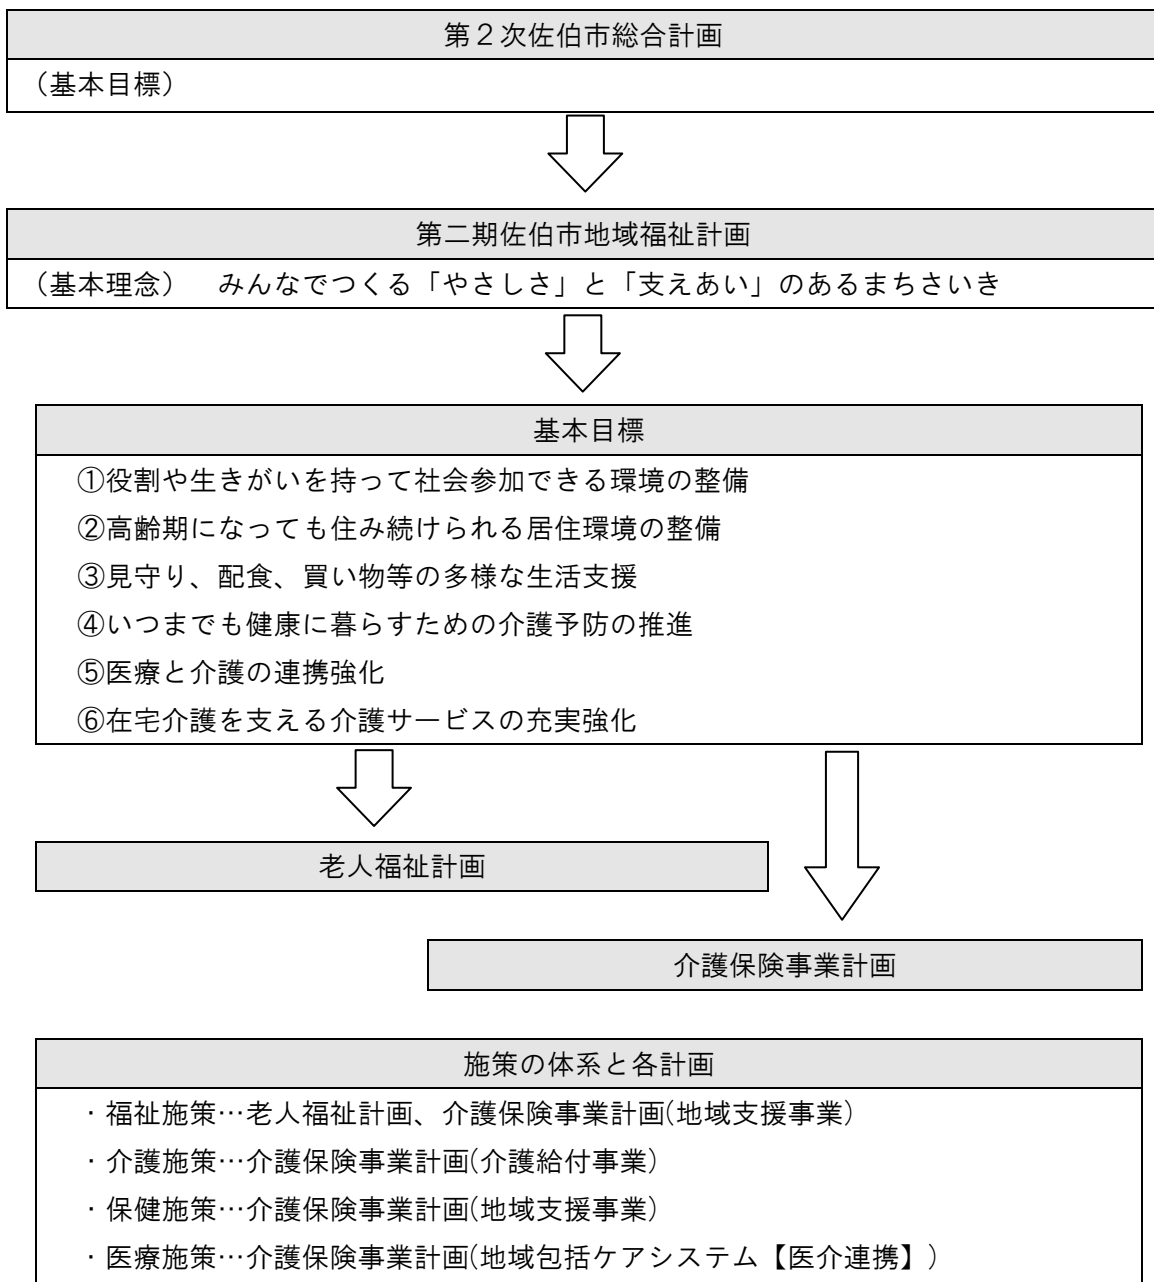 第２次佐伯市総合計画
（基本目標）
第二期佐伯市地域福祉計画
（基本理念）　みんなでつくる「やさしさ」と「支えあい」のあるまちさいき
基本目標
①役割や生きがいを持って社会参加できる環境の整備
②高齢期になっても住み続けられる居住環境の整備
③見守り、配食、買い物等の多様な生活支援
④いつまでも健康に暮らすための介護予防の推進
⑤医療と介護の連携強化
⑥在宅介護を支える介護サービスの充実強化
老人福祉計画
介護保険事業計画
施策の体系と各計画
・福祉施策…老人福祉計画、介護保険事業計画(地域支援事業)
・介護施策…介護保険事業計画(介護給付事業)
・保健施策…介護保険事業計画(地域支援事業)
・医療施策…介護保険事業計画(地域包括ケアシステム【医介連携】)